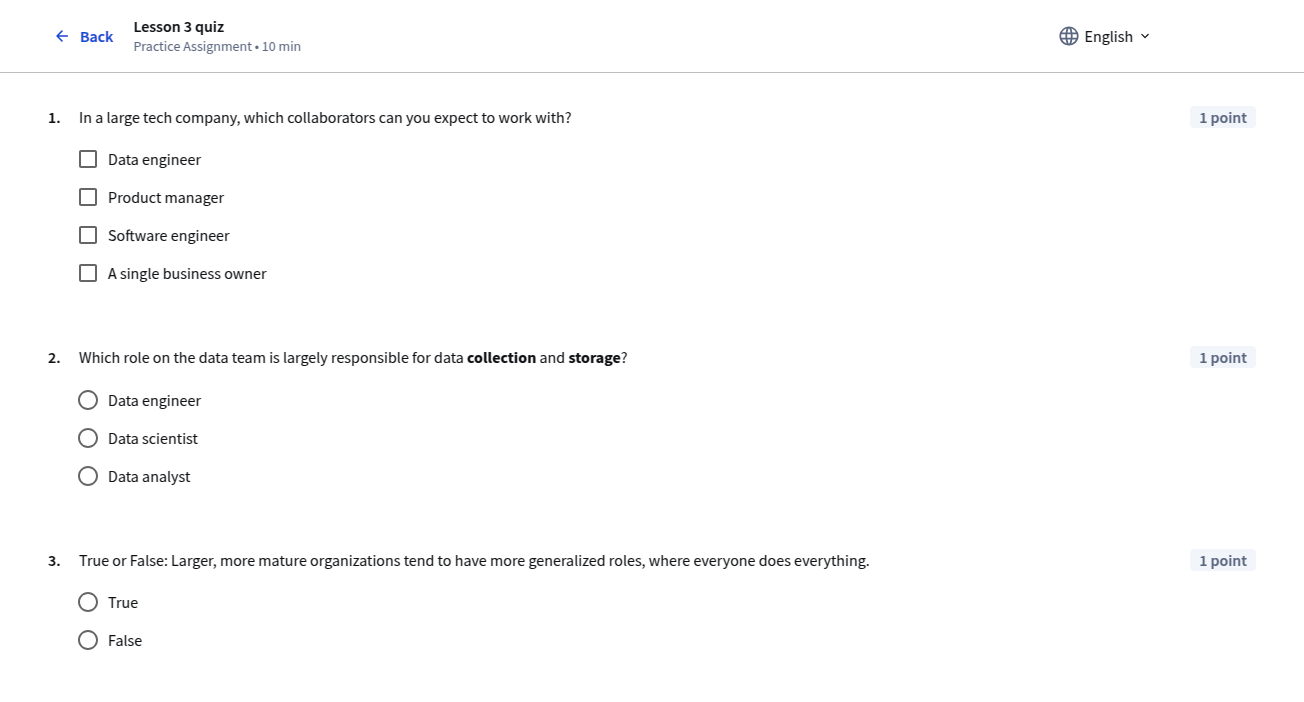 Back
Lesson 3 quiz
Practice Assignment • 10 min
English
1. In a large tech company, which collaborators can you expect to work with?
1 point
Data engineer
Product manager
Software engineer
A single business owner
2. Which role on the data team is largely responsible for data collection and storage?
1 point
Data engineer
Data scientist
Data analyst
3. True or False: Larger, more mature organizations tend to have more generalized roles, where everyone does everything.
1 point
True
False